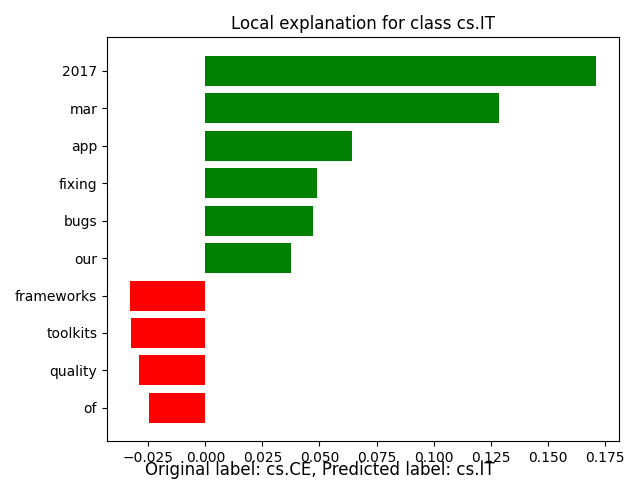 Local explanation for class cs.IT
2017
mar
app
fixing
bugs
our
frameworks
toolkits
quality
of
−0.025 0.000 0.025 0.050 0.075 0.100 0.125 0.150 0.175
Original label: cs.CE, Predicted label: cs.IT